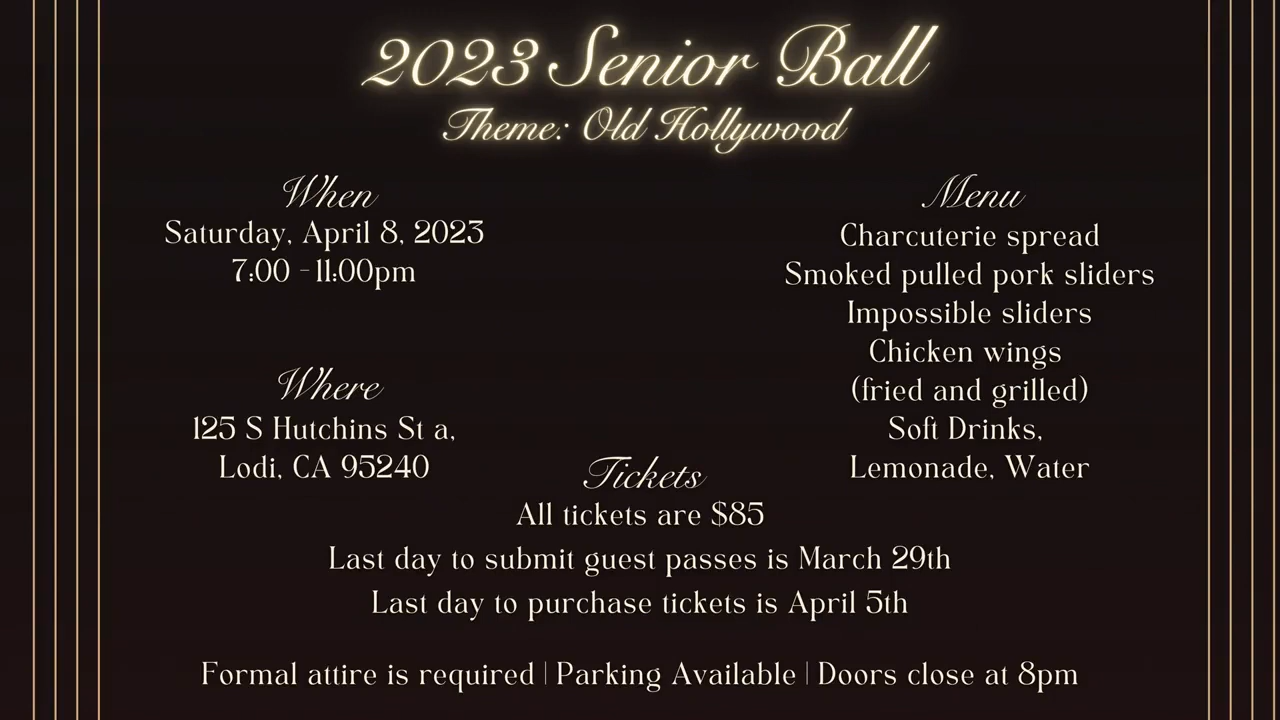 2023 Senior Ball
Theme: Old Hollywood
When
Saturday, April 8, 2023
7:00 - 11:00pm
Where
125 S Hutchins St a,
Lodi, CA 95240
Menu
Charcuterie spread
Smoked pulled pork sliders
Impossible sliders
Chicken wings
(fried and grilled)
Soft Drinks,
Lemonade, Water
Tickets
All tickets are $85
Last day to submit guest passes is March 29th
Last day to purchase tickets is April 5th
Formal attire is required | Parking Available | Doors close at 8pm